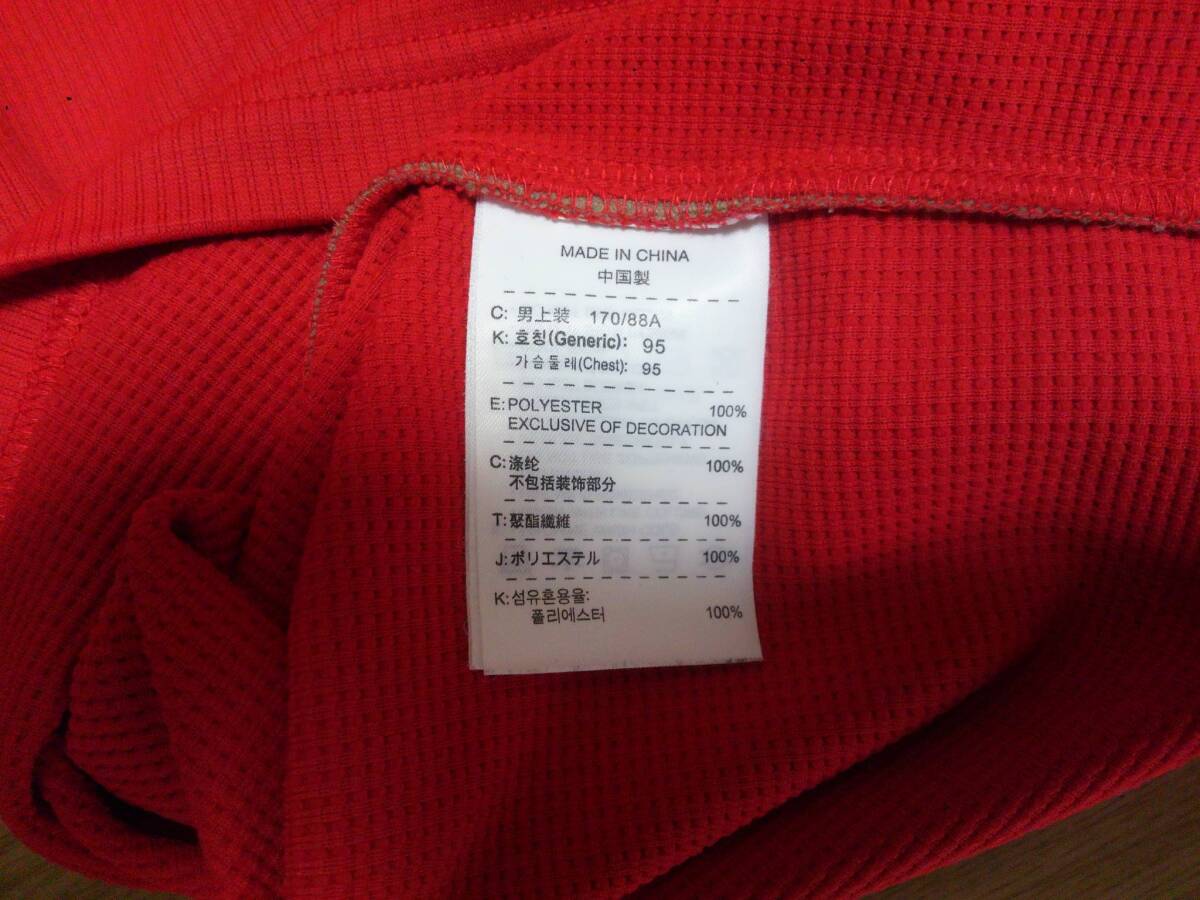 MADE IN CHINA
中国製
C: 男上装 170/88A
K: 호칭(Generic): 95
가슴둘레(Chest): 95
E: POLYESTER 100%
EXCLUSIVE OF DECORATION
C: 涤纶 100%
不包括装饰部分
T: 聚酯纖維 100%
J: ポリエステル 100%
K: 섬유혼용율:
폴리에스터 100%